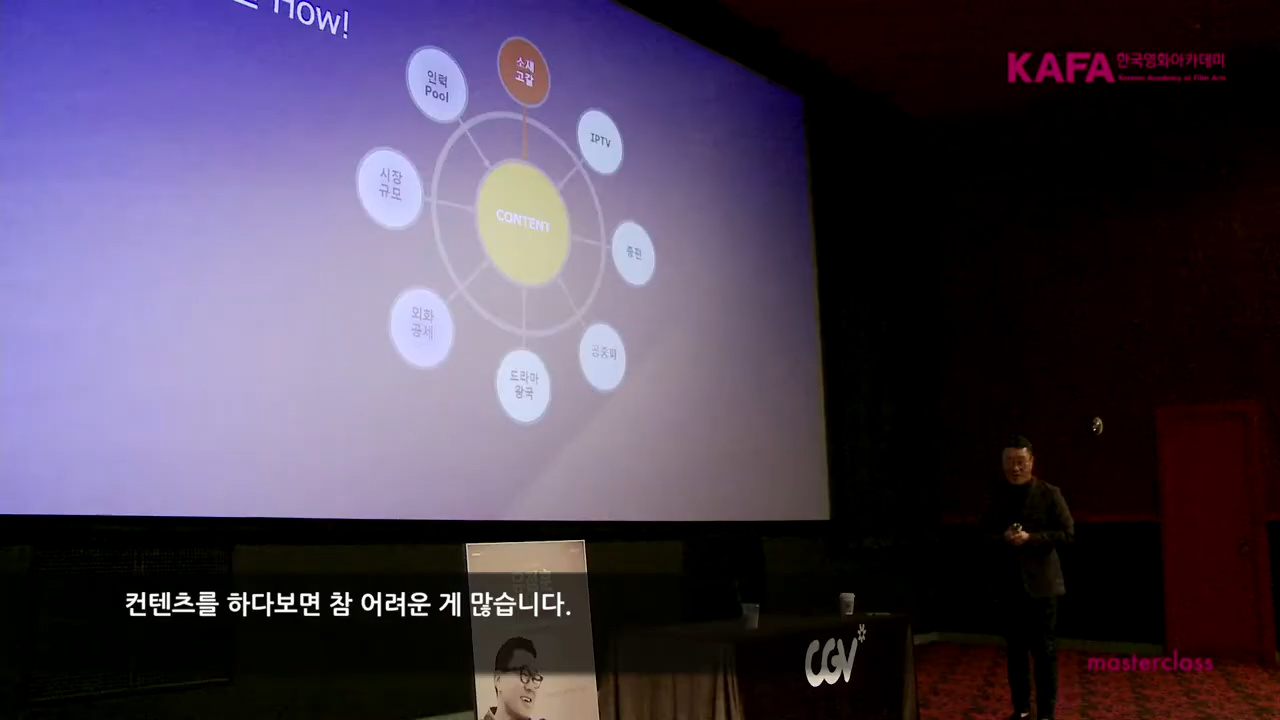 How!
소재
고갈
인력
Pool
IPTV
시장
규모
CONTENT
종편
외화
공세
공중파
드라마
왕국
KAFA 한국영화아카데미
Korean Academy of Film Arts
컨텐츠를 하다보면 참 어려운 게 많습니다.
CGV
masterclass